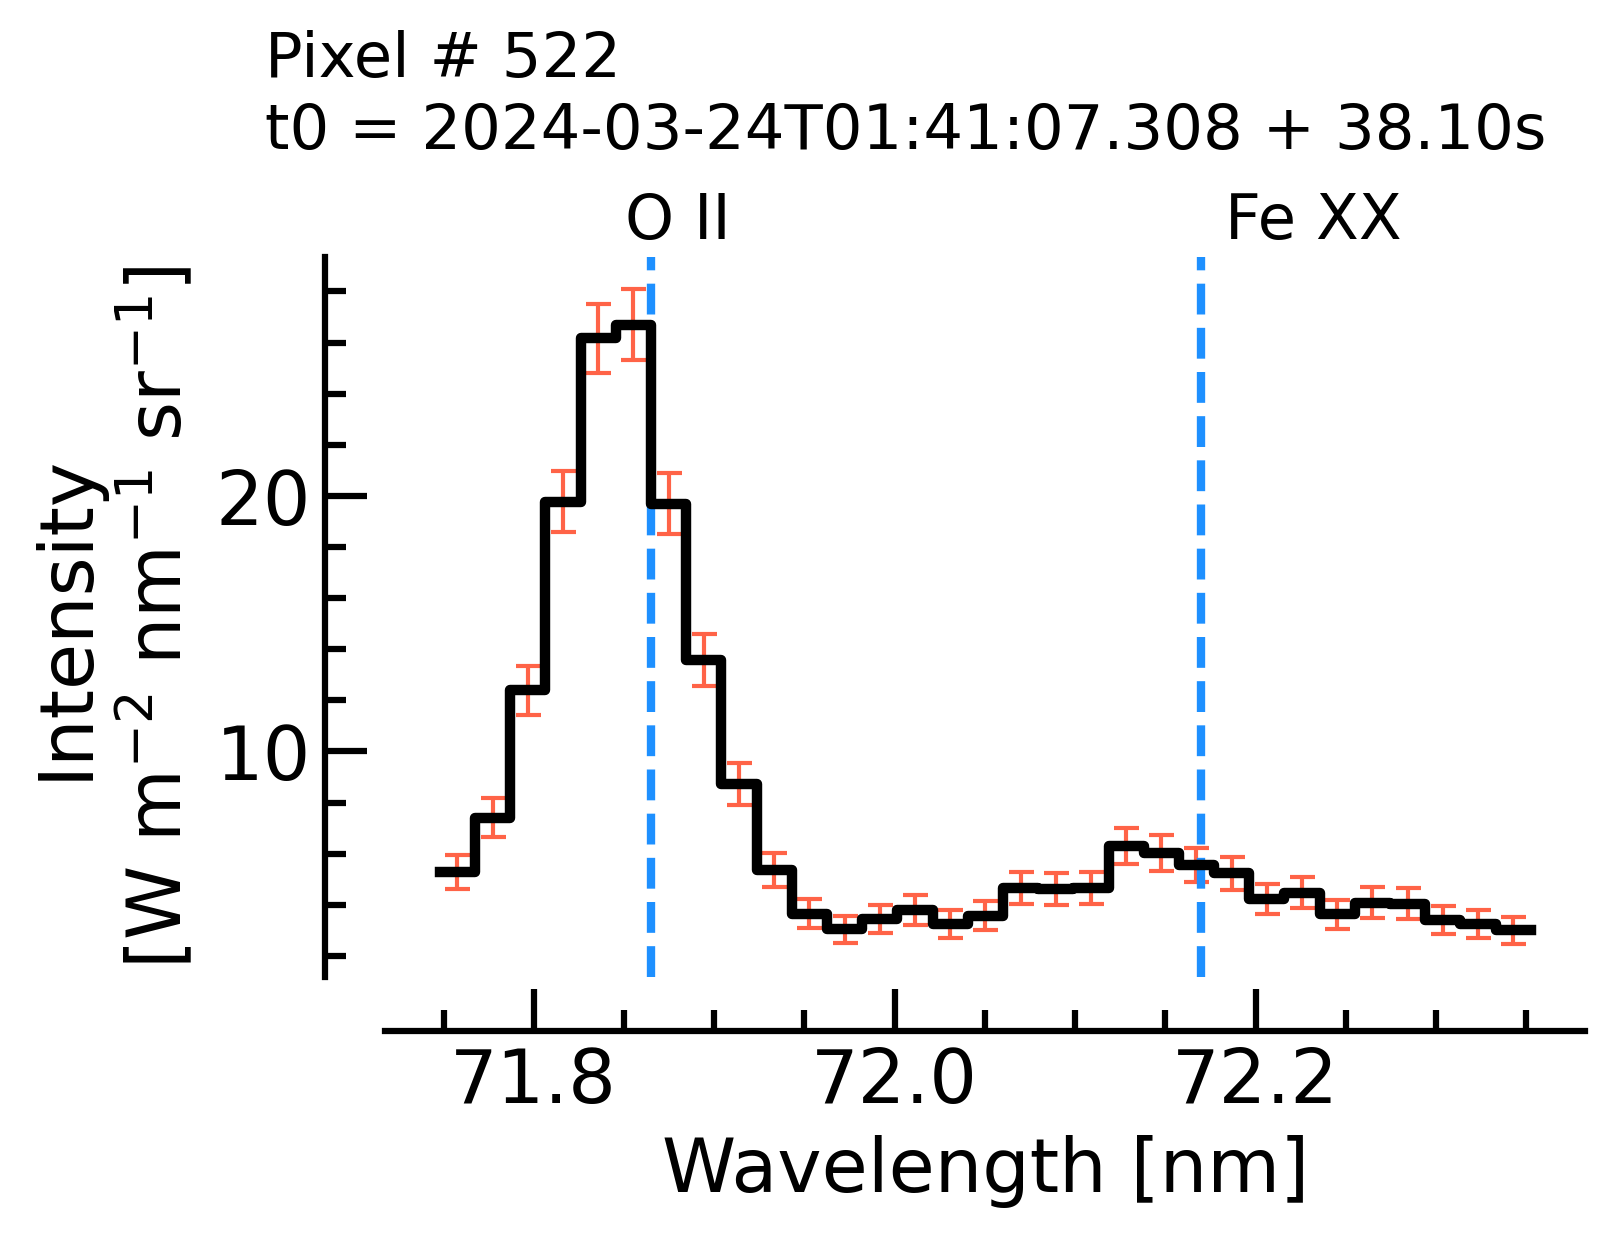 Pixel # 522
t0 = 2024-03-24T01:41:07.308 + 38.10s
O II
Fe XX
Intensity
[W m⁻² nm⁻¹ sr⁻¹]
20
10
71.8
72.0
72.2
Wavelength [nm]